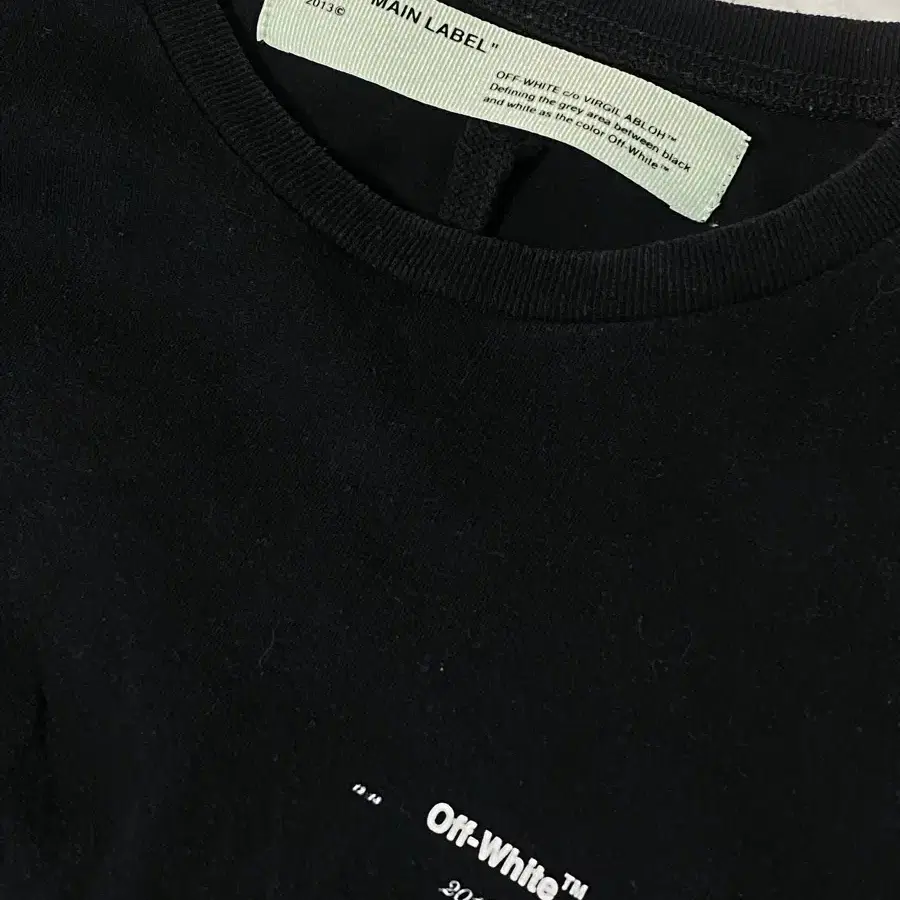 MAIN LABEL"
2013©
OFF-WHITE c/o VIRGIL ABLOH™
Defining the grey area between black
and white as the color Off-White™
""
Off-White™